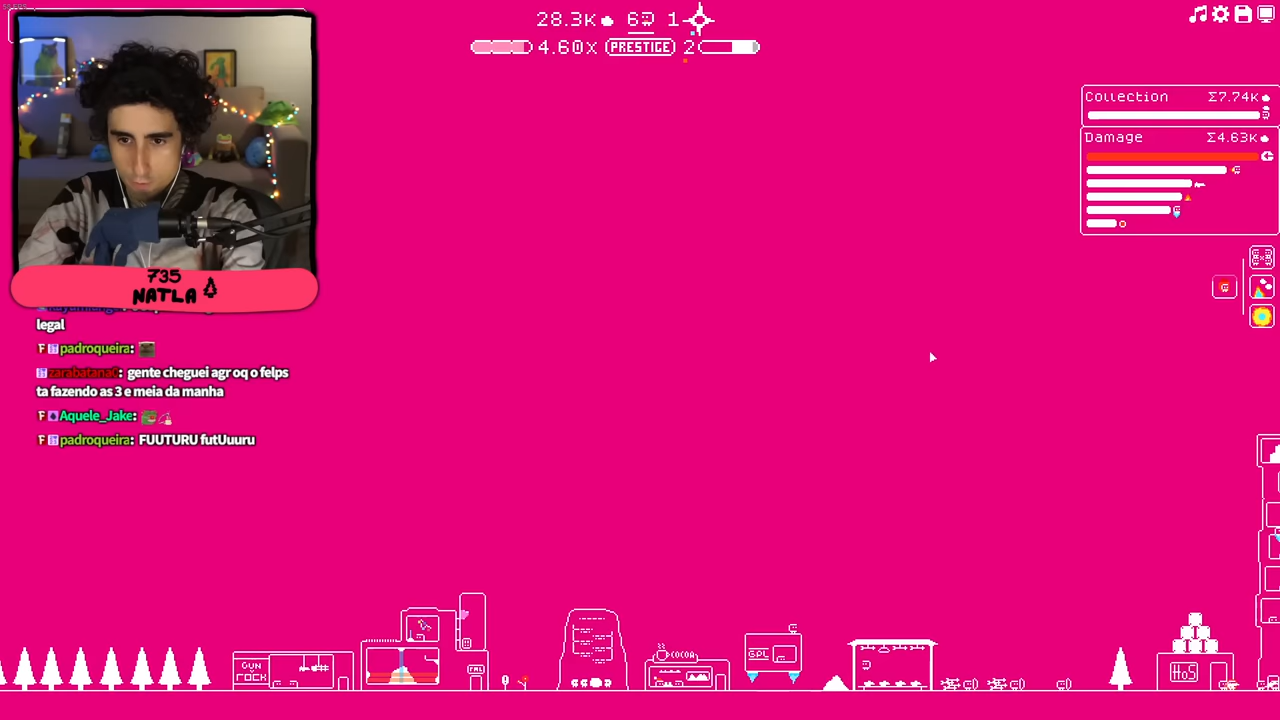 28.3K 6 1
4.60x PRESTIGE 2
Collection Σ7.74K
Damage Σ4.63K
735
NATLA
legal
padroqueira:
zarabatana0: gente cheguei agr oq o felps
ta fazendo as 3 e meia da manha
Aquele_Jake:
padroqueira: FUUTURU futUuuru
GUN
ROCK
COCOA
GPL
HoS